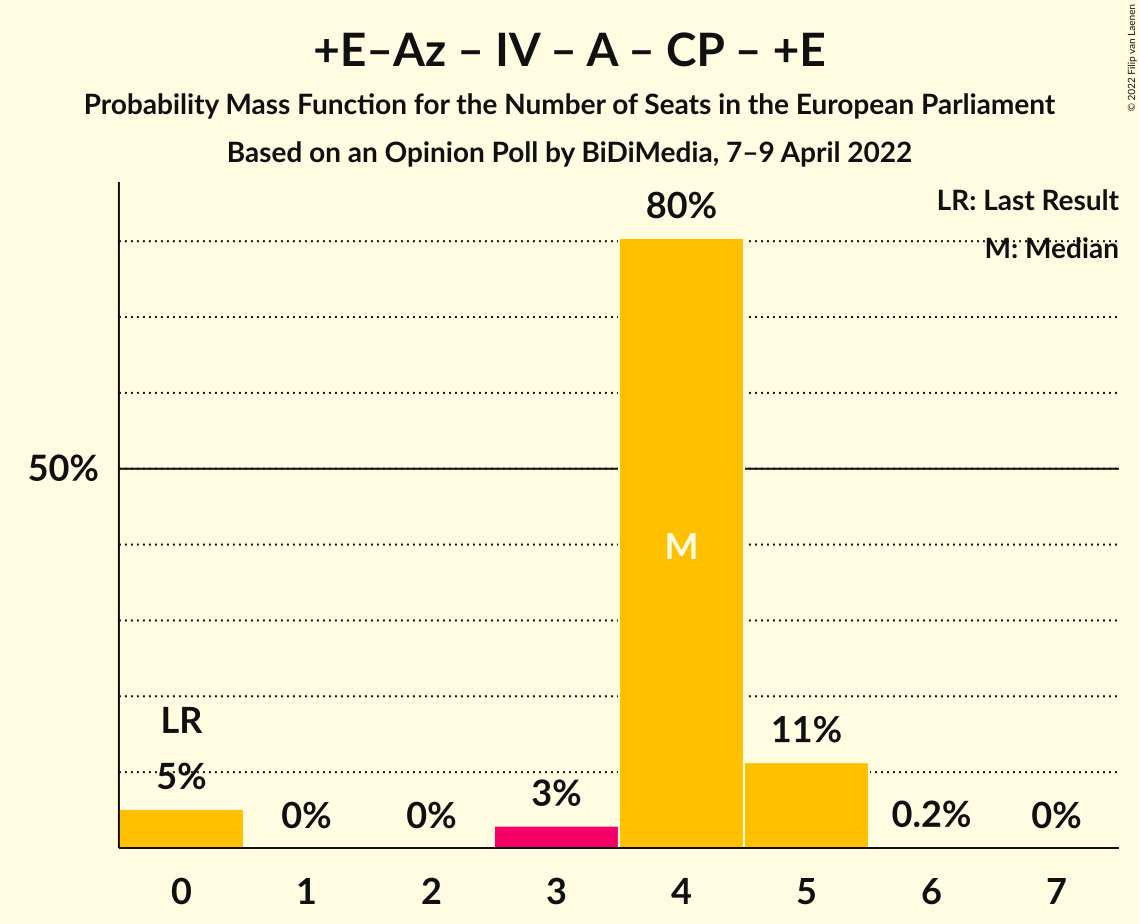 +E–Az – IV – A – CP – +E
Probability Mass Function for the Number of Seats in the European Parliament
Based on an Opinion Poll by BiDiMedia, 7–9 April 2022
© 2022 Filip van Laenen
LR: Last Result
M: Median
80%
50%
M
LR
5%
0%
0%
3%
11%
0.2%
0%
0 1 2 3 4 5 6 7